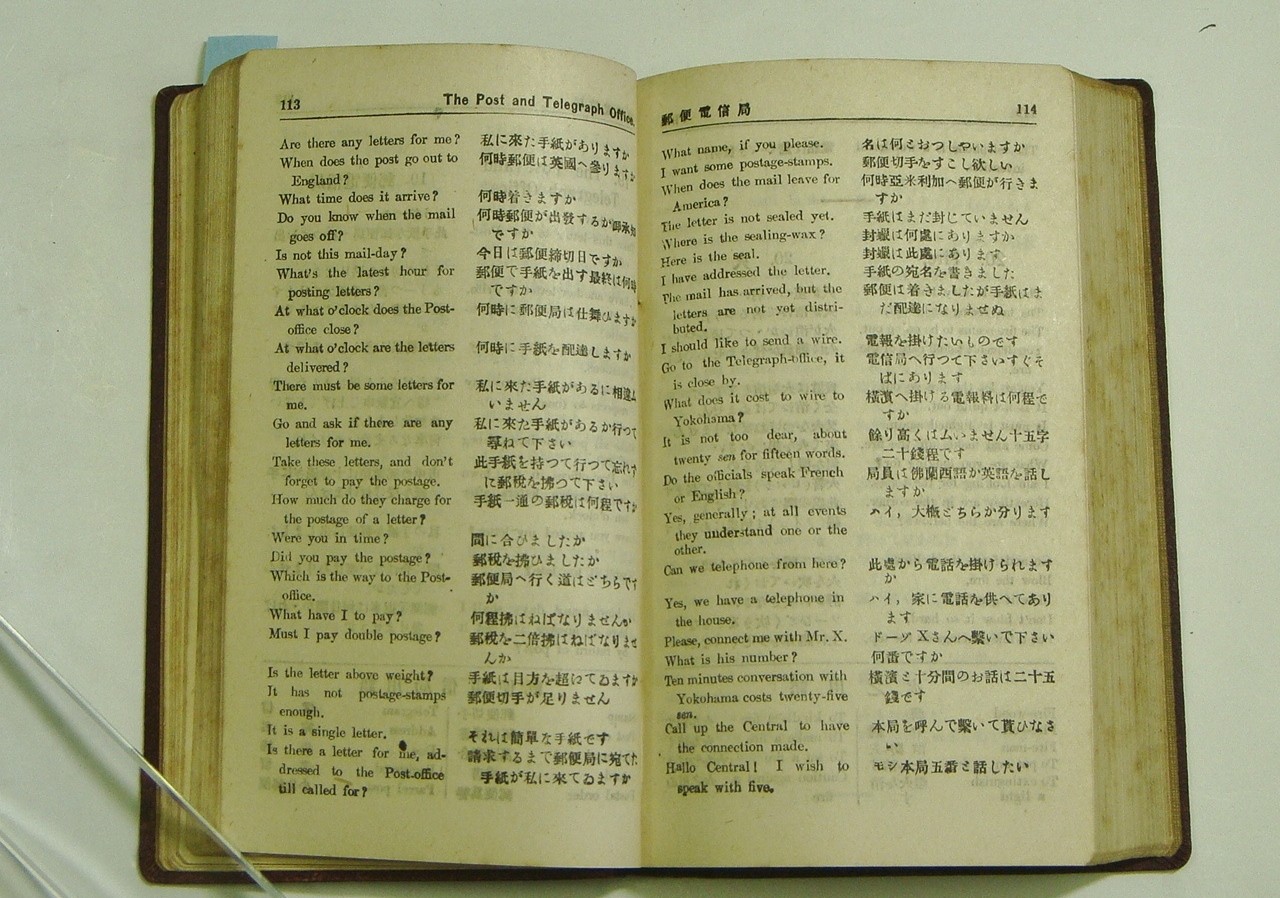 113
The Post and Telegraph Office.
Are there any letters for me?
私に來た手紙がありますか
When does the post go out to
何時郵便は英國へ參りますか
England?
What time does it arrive?
何時着きますか
Do you know when the mail
何時郵便が出發するか御承知
goes off?
ですか
Is not this mail-day?
今日は郵便締切日ですか
What's the latest hour for
郵便で手紙を出す最終は何時
posting letters?
ですか
At what o'clock does the Post-
何時に郵便局は仕舞ひますか
office close?
At what o'clock are the letters
何時に手紙を配達しますか
delivered?
There must be some letters for
私に來た手紙があるに相違ム
me.
いません
Go and ask if there are any
私に來た手紙があるか行つて
letters for me.
尋ねて下さい
Take these letters, and don't
此手紙を持つて行つて忘れず
forget to pay the postage.
に郵稅を拂つて下さい
How much do they charge for
手紙一通の郵稅は何程ですか
the postage of a letter?
Were you in time?
間に合ひましたか
Did you pay the postage?
郵稅を拂ひましたか
Which is the way to the Post-
郵便局へ行く道はどちらです
office.
か
What have I to pay?
何程拂はねばなりませんか
Must I pay double postage?
郵稅を二倍拂はねばなりませ
んか
Is the letter above weight?
手紙は目方を超江てゐますか
It has not postage-stamps
郵便切手が足りません
enough.
It is a single letter.
それは簡單な手紙です
Is there a letter for me, ad-
請求するまで郵便局に宛てた
dressed to the Post-office
手紙が私に來てゐますか
till called for?
郵便電信局
114
What name, if you please.
名は何とおつしやいますか
I want some postage-stamps.
郵便切手をすこし欲しい
When does the mail leave for
何時亞米利加へ郵便が行きま
America?
すか
The letter is not sealed yet.
手紙はまだ封じていません
Where is the sealing-wax?
封蠟は何處にありますか
Here is the seal.
封蠟は此處にあります
I have addressed the letter.
手紙の宛名を書きました
The mail has arrived, but the
郵便は着きましたが手紙はま
letters are not yet distri-
だ配達になりませぬ
buted.
I should like to send a wire.
電報を掛けたいものです
Go to the Telegraph-office, it
電信局へ行つて下さいすぐそ
is close by.
ばにあります
What does it cost to wire to
橫濱へ掛ける電報料は何程で
Yokohama?
すか
It is not too dear, about
餘り高くはムいません十五字
twenty sen for fifteen words.
二十錢程です
Do the officials speak French
局員は佛蘭西語か英語を話し
or English?
ますか
Yes, generally; at all events
ハイ，大槪どちらか分ります
they understand one or the
other.
Can we telephone from here?
此處から電話を掛けられます
か
Yes, we have a telephone in
ハイ，家に電話を供へてあり
the house.
ます
Please, connect me with Mr. X.
ドーゾXさんへ繫いで下さい
What is his number?
何番ですか
Ten minutes conversation with
橫濱と十分間のお話は二十五
Yokohama costs twenty-five
錢です
sen.
Call up the Central to have
本局を呼んで繫いて貰ひなさ
the connection made.
い
Hallo Central! I wish to
モシ本局五番と話したい
speak with five.